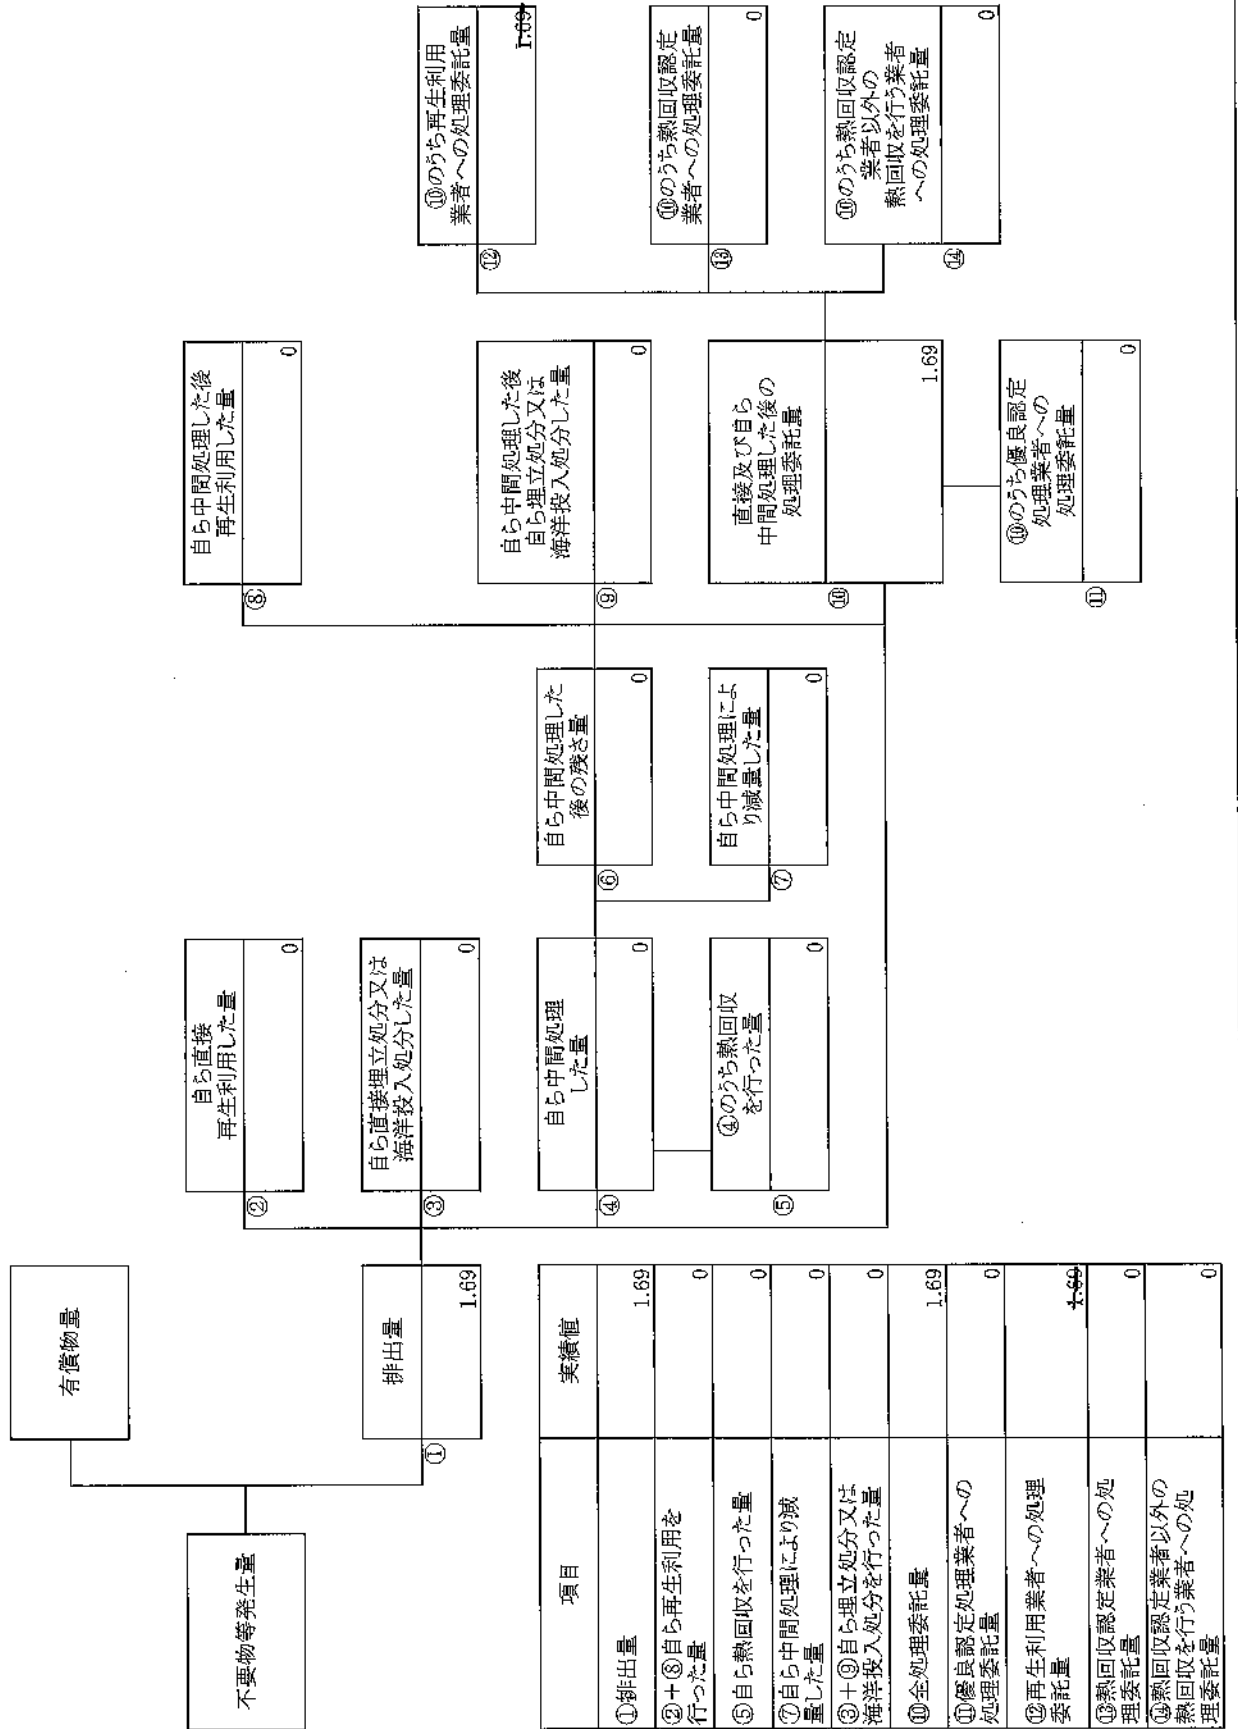 不要物等発生量
有償物量
①
排出量
1.69
②
自ら直接
再生利用した量
0
③
自ら直接埋立処分又は
海洋投入処分した量
0
④
自ら中間処理
した量
0
⑤
④のうち熱回収
を行った量
0
⑥
自ら中間処理した
後の残さ量
0
⑦
自ら中間処理によ
り減量した量
0
⑧
自ら中間処理した後
再生利用した量
0
⑨
自ら中間処理した後
自ら埋立処分又は
海洋投入処分した量
0
⑩
直接及び自ら
中間処理した後の
処理委託量
1.69
⑪
⑩のうち優良認定
処理業者への
処理委託量
0
⑫
⑩のうち再生利用
業者への処理委託量
1.69
⑬
⑩のうち熱回収認定
業者への処理委託量
0
⑭
⑩のうち熱回収認定
業者以外の
熱回収を行う業者
への処理委託量
0
項目
実績値
①排出量
1.69
②+⑧自ら再生利用を
行った量
0
⑤自ら熱回収を行った量
0
⑦自ら中間処理により減
量した量
0
③+⑨自ら埋立処分又は
海洋投入処分を行った量
0
⑩全処理委託量
1.69
⑪優良認定処理業者への
処理委託量
0
⑫再生利用業者への処理
委託量
1.69
⑬熱回収認定業者への処
理委託量
0
⑭熱回収認定業者以外の
熱回収を行う業者への処
理委託量
0